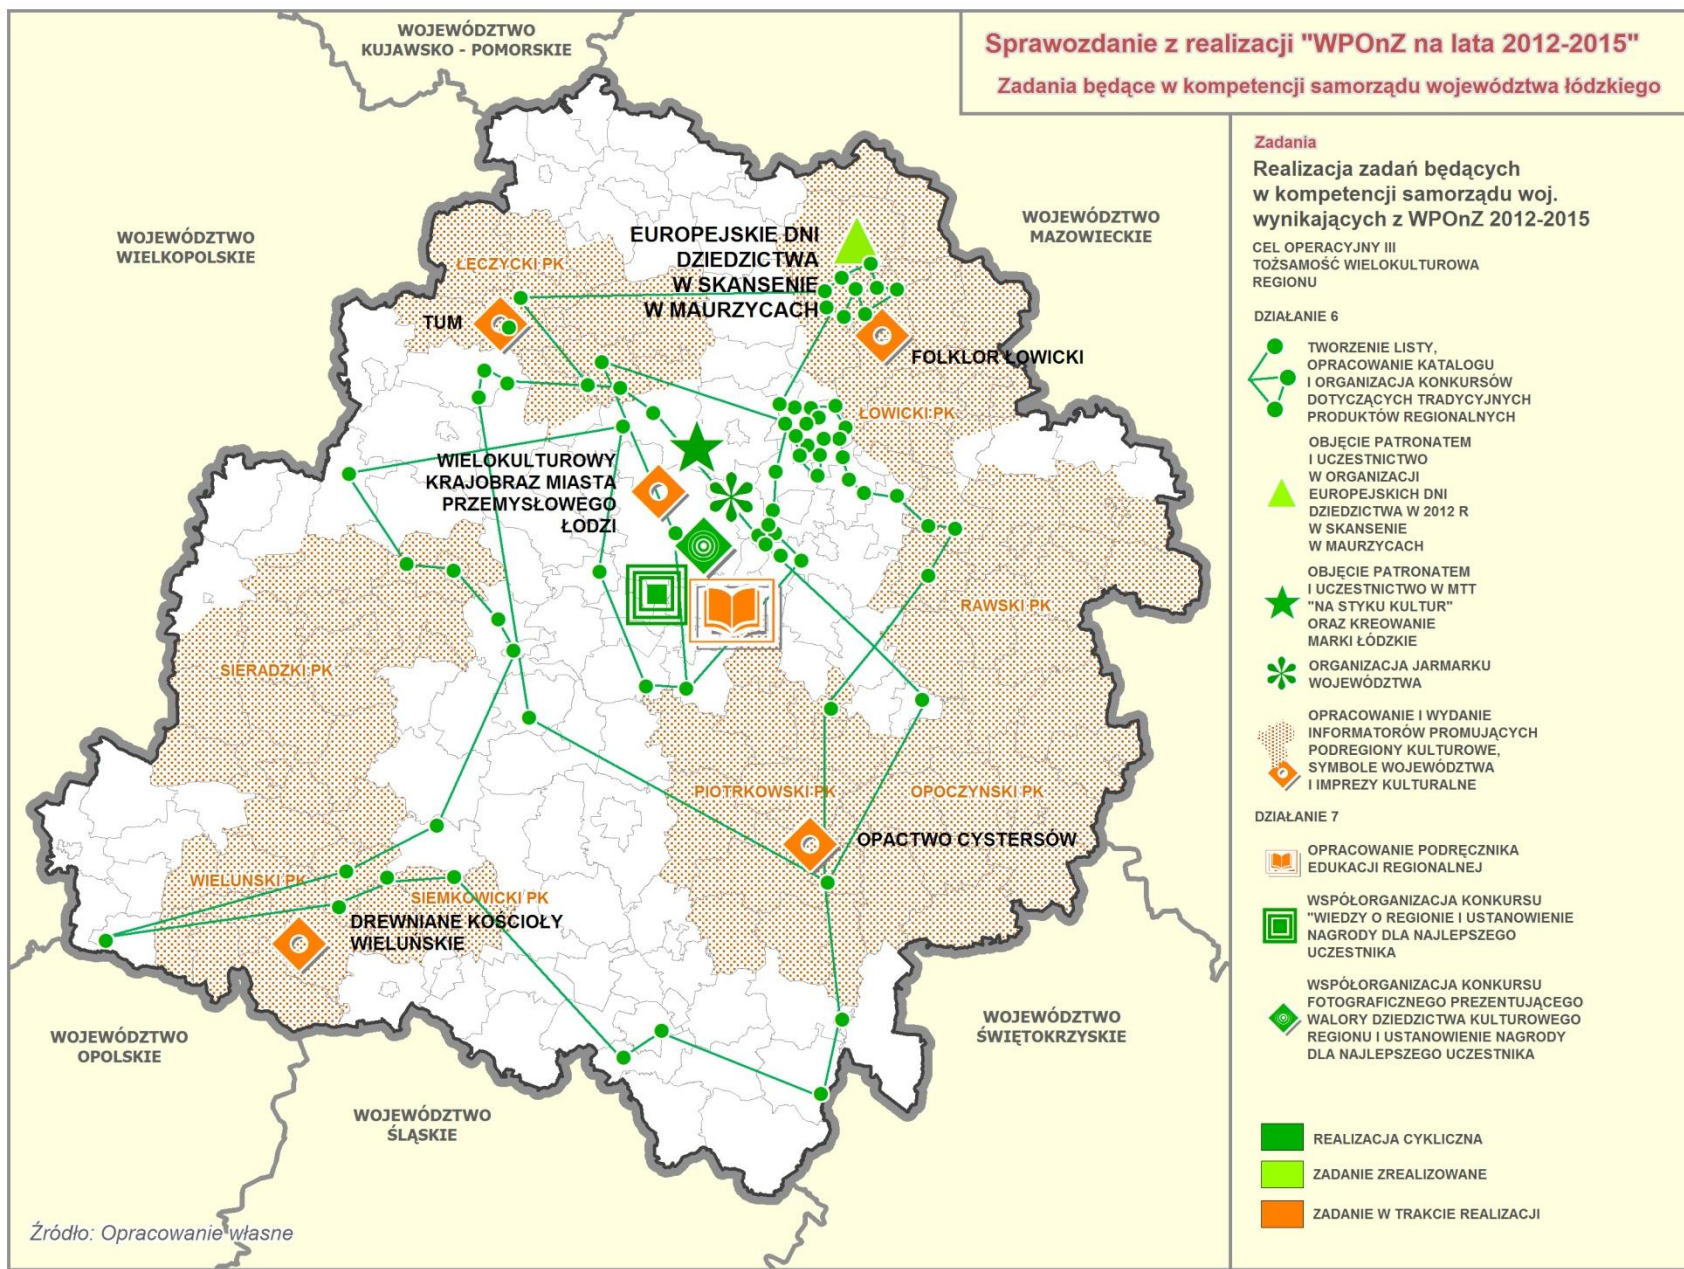 WOJEWÓDZTWO
KUJAWSKO - POMORSKIE
Sprawozdanie z realizacji "WPOnZ na lata 2012-2015"
Zadania będące w kompetencji samorządu województwa łódzkiego
WOJEWÓDZTWO
WIELKOPOLSKIE
WOJEWÓDZTWO
MAZOWIECKIE
EUROPEJSKIE DNI
DZIEDZICTWA
W SKANSENIE
W MAURZYCACH
ŁĘCZYCKI PK
TUM
FOLKLOR ŁOWICKI
ŁOWICKI PK
WIELOKULTUROWY
KRAJOBRAZ MIASTA
PRZEMYSŁOWEGO
ŁODZI
RAWSKI PK
SIERADZKI PK
PIOTRKOWSKI PK
OPOCZYŃSKI PK
OPACTWO CYSTERSÓW
WIELUŃSKI PK
SIEMKOWICKI PK
DREWNIANE KOŚCIOŁY
WIELUŃSKIE
WOJEWÓDZTWO
OPOLSKIE
WOJEWÓDZTWO
ŚLĄSKIE
WOJEWÓDZTWO
ŚWIĘTOKRZYSKIE
Źródło: Opracowanie własne
Zadania
Realizacja zadań będących
w kompetencji samorządu woj.
wynikających z WPOnZ 2012-2015
CEL OPERACYJNY III
TOŻSAMOŚĆ WIELOKULTUROWA
REGIONU
DZIAŁANIE 6
TWORZENIE LISTY,
OPRACOWANIE KATALOGU
I ORGANIZACJA KONKURSÓW
DOTYCZĄCYCH TRADYCYJNYCH
PRODUKTÓW REGIONALNYCH
OBJĘCIE PATRONATEM
I UCZESTNICTWO
W ORGANIZACJI
EUROPEJSKICH DNI
DZIEDZICTWA W 2012 R
W SKANSENIE
W MAURZYCACH
OBJĘCIE PATRONATEM
I UCZESTNICTWO W MTT
"NA STYKU KULTUR"
ORAZ KREOWANIE
MARKI ŁÓDZKIE
ORGANIZACJA JARMARKU
WOJEWÓDZTWA
OPRACOWANIE I WYDANIE
INFORMATORÓW PROMUJĄCYCH
PODREGIONY KULTUROWE,
SYMBOLE WOJEWÓDZTWA
I IMPREZY KULTURALNE
DZIAŁANIE 7
OPRACOWANIE PODRĘCZNIKA
EDUKACJI REGIONALNEJ
WSPÓŁORGANIZACJA KONKURSU
"WIEDZY O REGIONIE I USTANOWIENIE
NAGRODY DLA NAJLEPSZEGO
UCZESTNIKA
WSPÓŁORGANIZACJA KONKURSU
FOTOGRAFICZNEGO PREZENTUJĄCEGO
WALORY DZIEDZICTWA KULTUROWEGO
REGIONU I USTANOWIENIE NAGRODY
DLA NAJLEPSZEGO UCZESTNIKA
REALIZACJA CYKLICZNA
ZADANIE ZREALIZOWANE
ZADANIE W TRAKCIE REALIZACJI